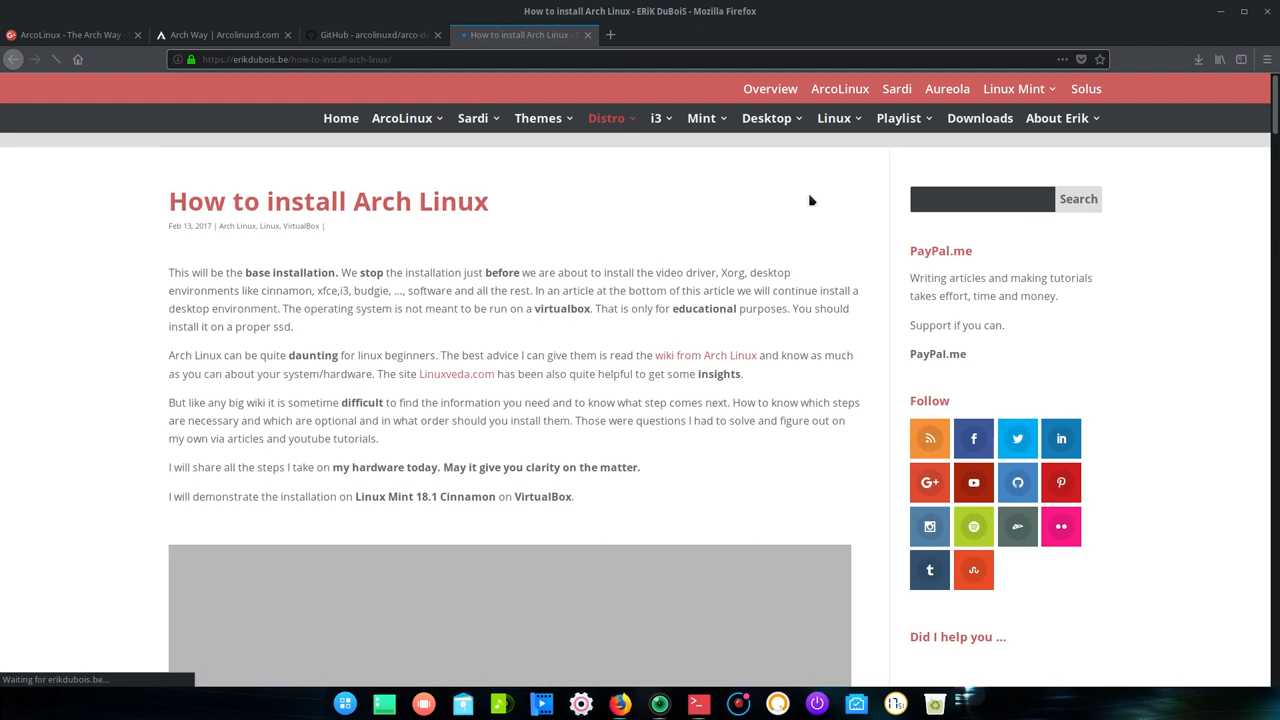 How to install Arch Linux - ERiK DuBoiS - Mozilla Firefox
ArcoLinux - The Arch Way -
Arch Way | Arcolinuxd.com
GitHub - arcolinuxd/arco-d
How to install Arch Linux - E
https://erikdubois.be/how-to-install-arch-linux/
Overview ArcoLinux Sardi Aureola Linux Mint Solus
Home ArcoLinux Sardi Themes Distro i3 Mint Desktop Linux Playlist Downloads About Erik
How to install Arch Linux
Feb 13, 2017 | Arch Linux, Linux, VirtualBox |
This will be the base installation. We stop the installation just before we are about to install the video driver, Xorg, desktop
environments like cinnamon, xfce,i3, budgie, ..., software and all the rest. In an article at the bottom of this article we will continue install a
desktop environment. The operating system is not meant to be run on a virtualbox. That is only for educational purposes. You should
install it on a proper ssd.
Arch Linux can be quite daunting for linux beginners. The best advice I can give them is read the wiki from Arch Linux and know as much
as you can about your system/hardware. The site Linuxveda.com has been also quite helpful to get some insights.
But like any big wiki it is sometime difficult to find the information you need and to know what step comes next. How to know which steps
are necessary and which are optional and in what order should you install them. Those were questions I had to solve and figure out on
my own via articles and youtube tutorials.
I will share all the steps I take on my hardware today. May it give you clarity on the matter.
I will demonstrate the installation on Linux Mint 18.1 Cinnamon on VirtualBox.
Search
PayPal.me
Writing articles and making tutorials
takes effort, time and money.
Support if you can.
PayPal.me
Follow
Did I help you ...
Waiting for erikdubois.be...